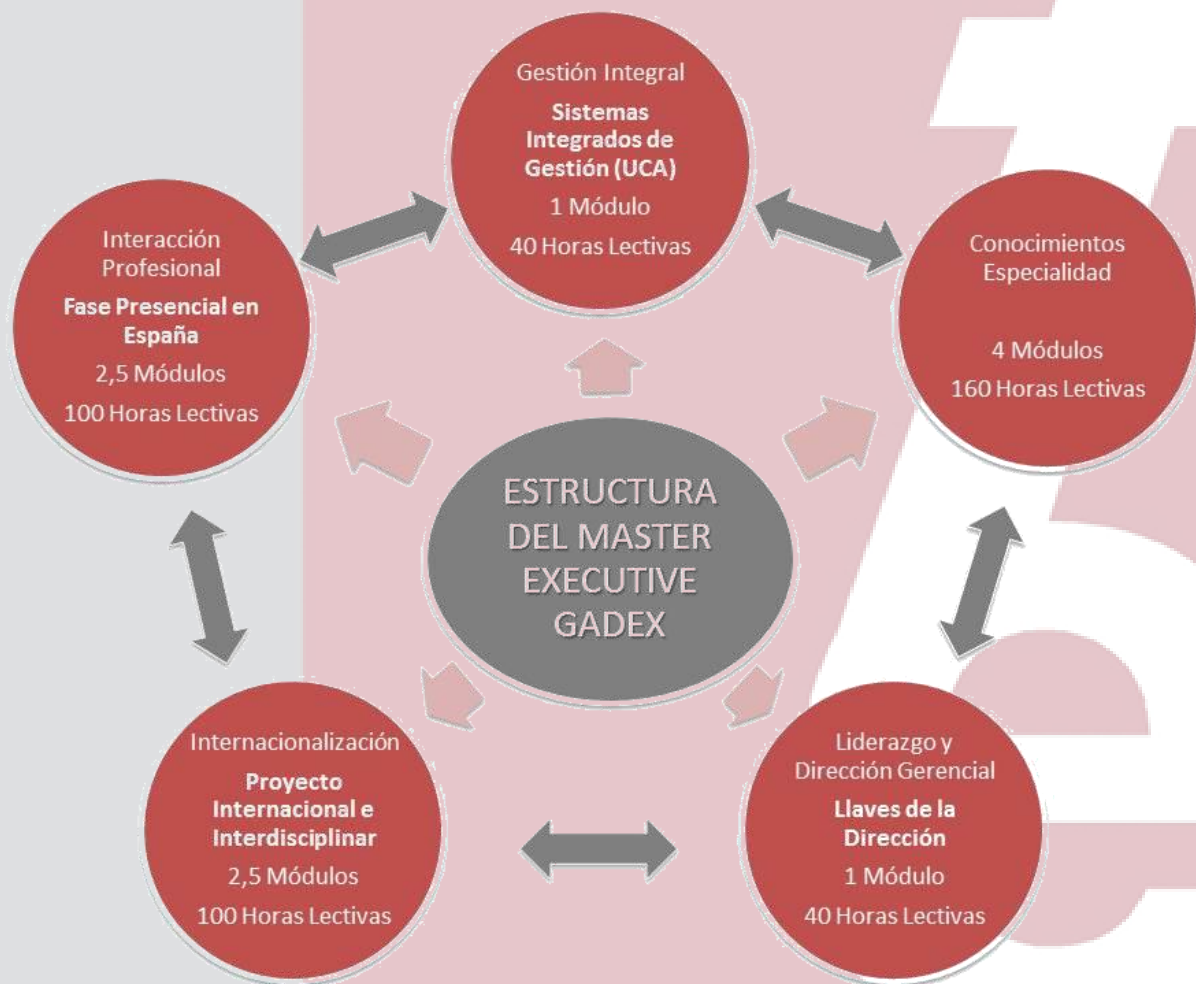 Gestión Integral
Sistemas
Integrados de
Gestión (UCA)
1 Módulo
40 Horas Lectivas
Interacción
Profesional
Fase Presencial en
España
2,5 Módulos
100 Horas Lectivas
Conocimientos
Especialidad
4 Módulos
160 Horas Lectivas
ESTRUCTURA
DEL MASTER
EXECUTIVE
GADEX
Internacionalización
Proyecto
Internacional e
Interdisciplinar
2,5 Módulos
100 Horas Lectivas
Liderazgo y
Dirección Gerencial
Llaves de la
Dirección
1 Módulo
40 Horas Lectivas